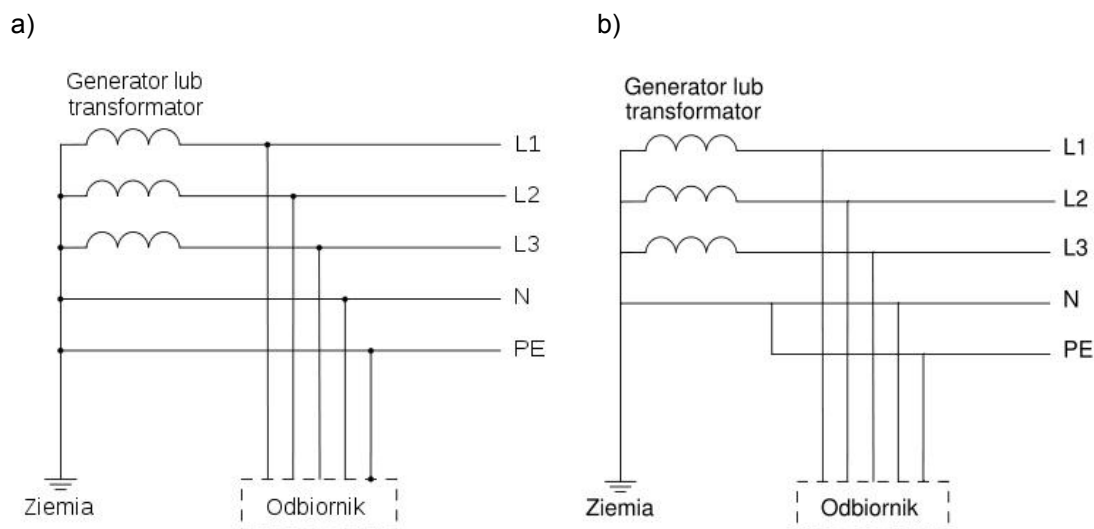 a)
Generator lub
transformator
L1
L2
L3
N
PE
Ziemia
Odbiornik
b)
Generator lub
transformator
L1
L2
L3
N
PE
Ziemia
Odbiornik